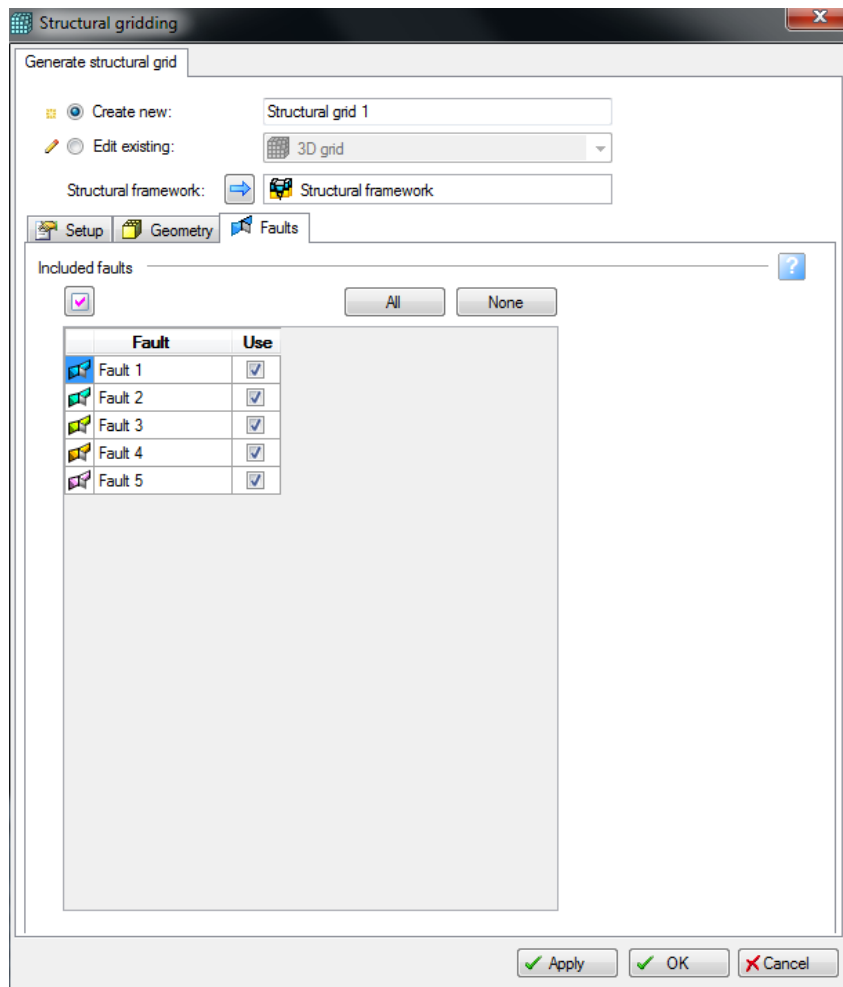 Structural gridding
Generate structural grid
Create new: Structural grid 1
Edit existing: 3D grid
Structural framework: Structural framework
Setup Geometry Faults
Included faults
All None
Fault Use
Fault 1
Fault 2
Fault 3
Fault 4
Fault 5
Apply OK Cancel